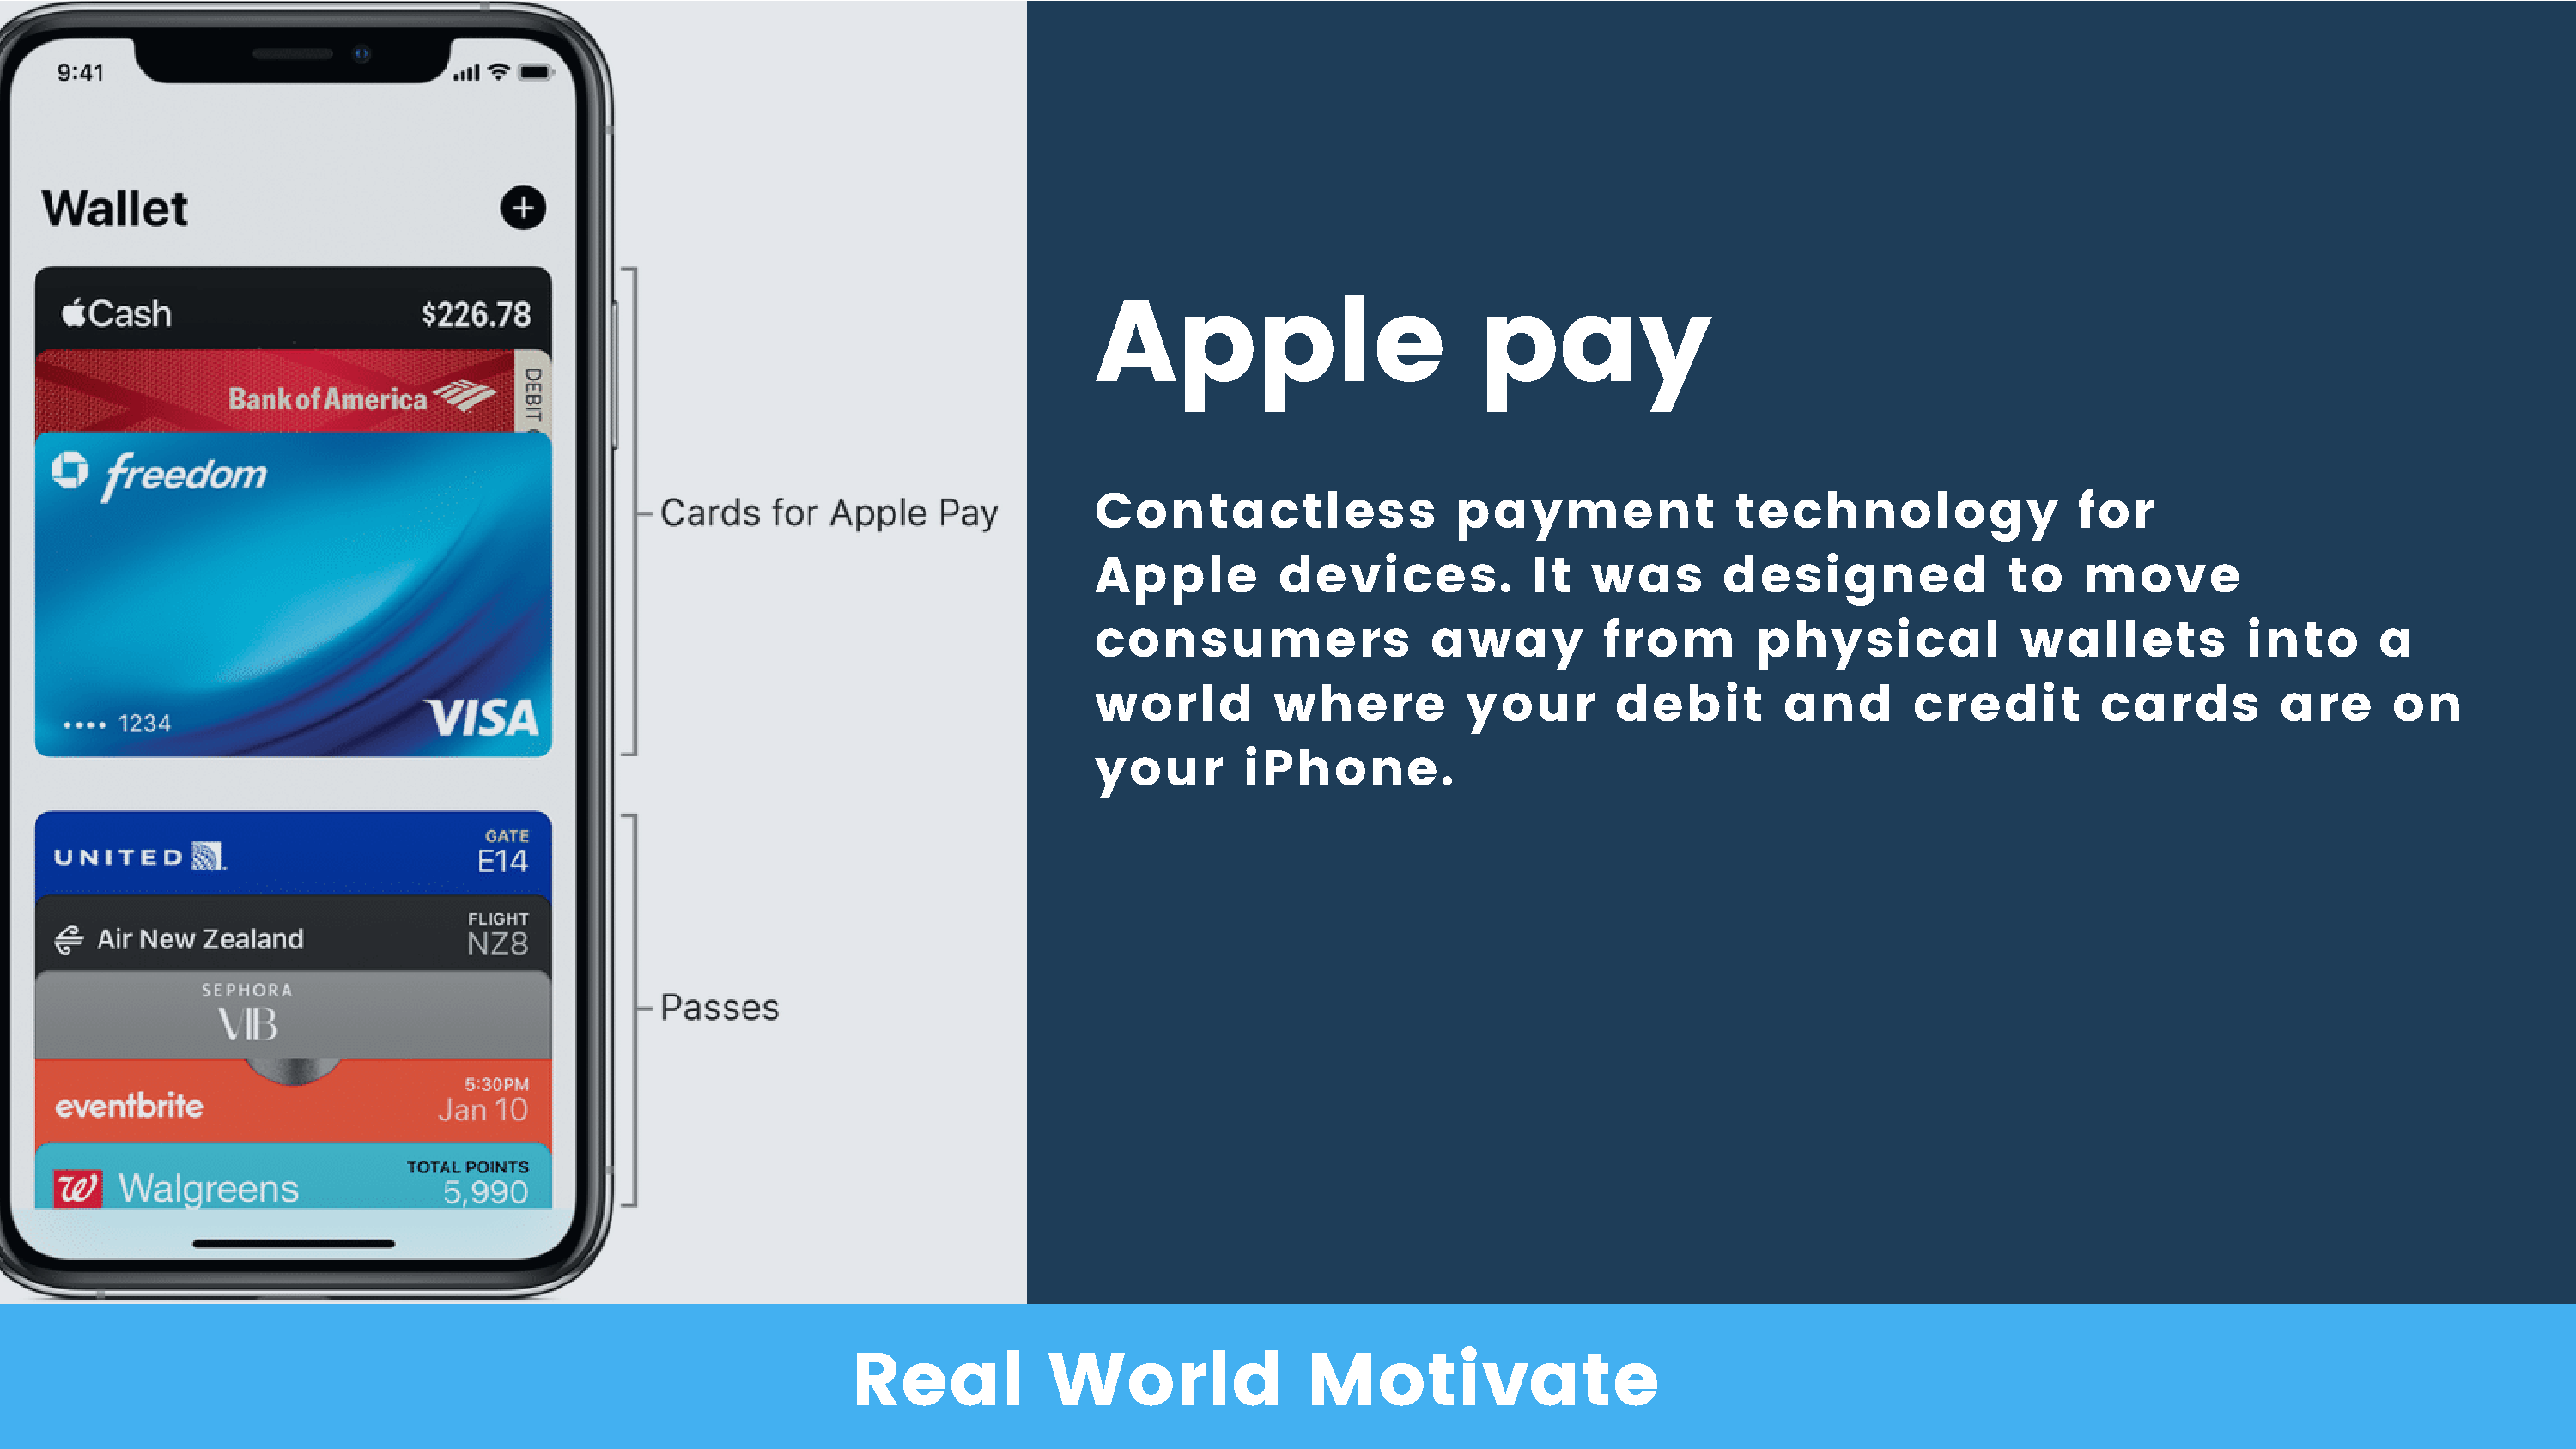 9:41
Wallet
Cash $226.78
Bank of America
DEBIT
freedom
•••• 1234 VISA
Cards for Apple Pay
UNITED
GATE
E14
Air New Zealand
FLIGHT
NZ8
SEPHORA
VIB
Passes
eventbrite
5:30PM
Jan 10
Walgreens
TOTAL POINTS
5,990
Apple pay
Contactless payment technology for
Apple devices. It was designed to move
consumers away from physical wallets into a
world where your debit and credit cards are on
your iPhone.
Real World Motivate